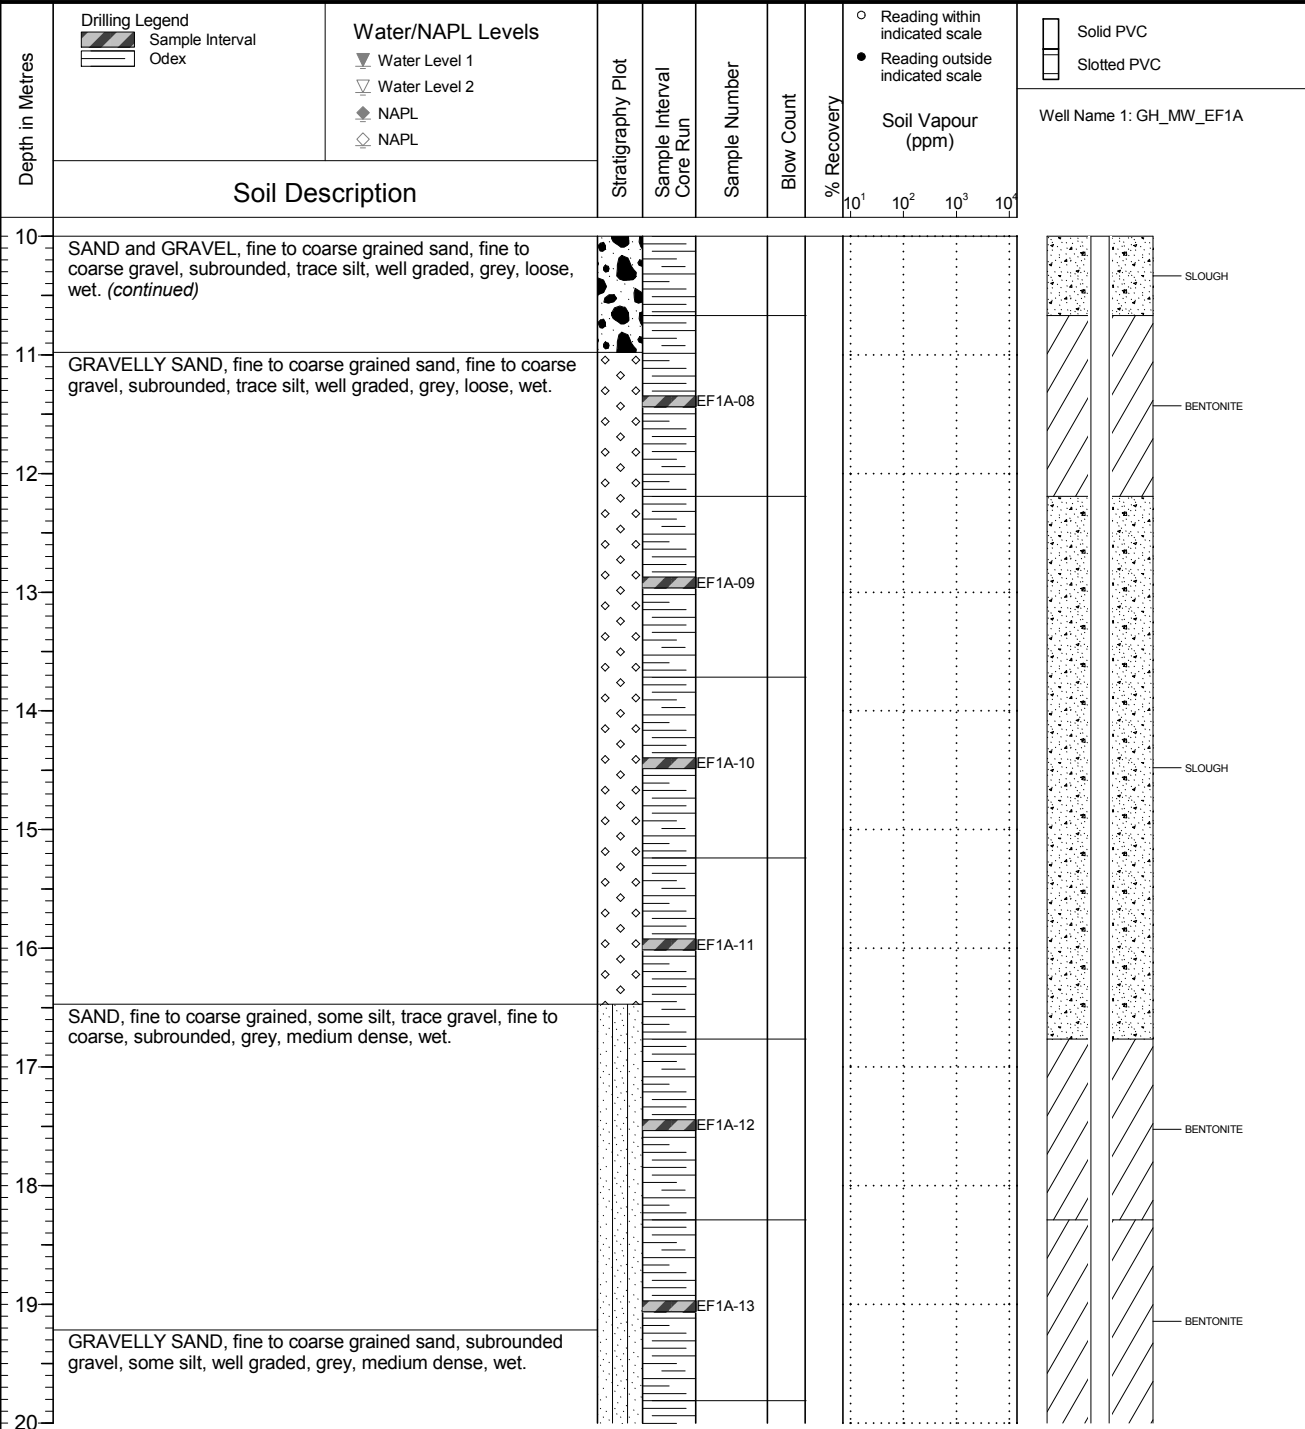 Depth in Metres
Drilling Legend
Sample Interval
Odex
Water/NAPL Levels
Water Level 1
Water Level 2
NAPL
NAPL
Soil Description
Stratigraphy Plot
Sample Interval
Core Run
Sample Number
Blow Count
% Recovery
Reading within
indicated scale
Reading outside
indicated scale
Soil Vapour
(ppm)
10¹ 10² 10³ 10⁴
Solid PVC
Slotted PVC
Well Name 1: GH_MW_EF1A
10
SAND and GRAVEL, fine to coarse grained sand, fine to
coarse gravel, subrounded, trace silt, well graded, grey, loose,
wet. (continued)
SLOUGH
11
GRAVELLY SAND, fine to coarse grained sand, fine to coarse
gravel, subrounded, trace silt, well graded, grey, loose, wet.
EF1A-08
BENTONITE
12
EF1A-09
13
14
EF1A-10
SLOUGH
15
EF1A-11
16
SAND, fine to coarse grained, some silt, trace gravel, fine to
coarse, subrounded, grey, medium dense, wet.
17
EF1A-12
BENTONITE
18
EF1A-13
19
BENTONITE
GRAVELLY SAND, fine to coarse grained sand, subrounded
gravel, some silt, well graded, grey, medium dense, wet.
20